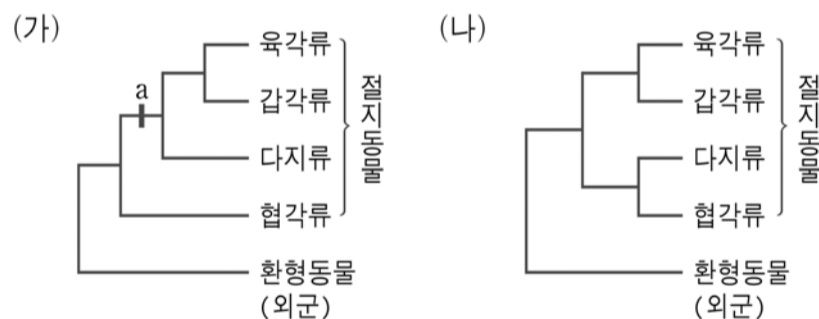 (가)
a
육각류
갑각류
다지류
협각류
환형동물
(외군)
절지동물
(나)
육각류
갑각류
다지류
협각류
환형동물
(외군)
절지동물